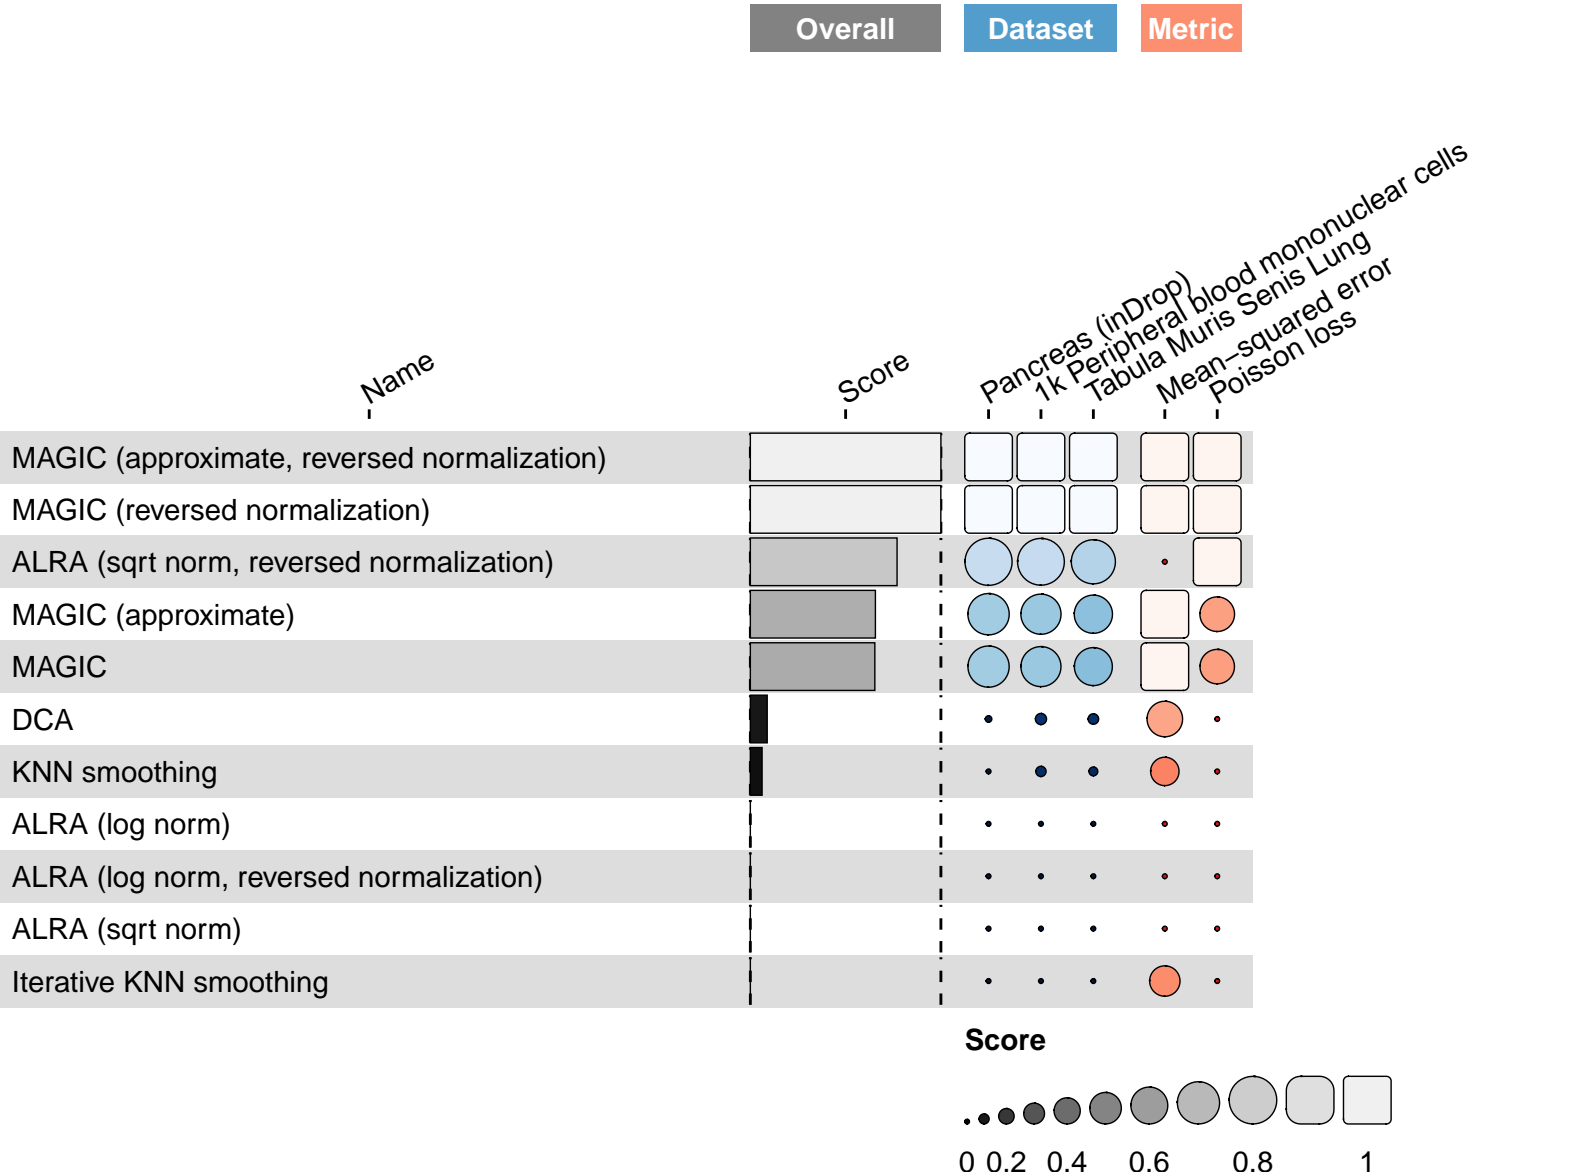 Overall Dataset Metric
Name
Score
Pancreas (inDrop)
1k Peripheral blood mononuclear cells
Tabula Muris Senis Lung
Mean−squared error
Poisson loss
MAGIC (approximate, reversed normalization)
MAGIC (reversed normalization)
ALRA (sqrt norm, reversed normalization)
MAGIC (approximate)
MAGIC
DCA
KNN smoothing
ALRA (log norm)
ALRA (log norm, reversed normalization)
ALRA (sqrt norm)
Iterative KNN smoothing
Score
0 0.2 0.4 0.6 0.8 1